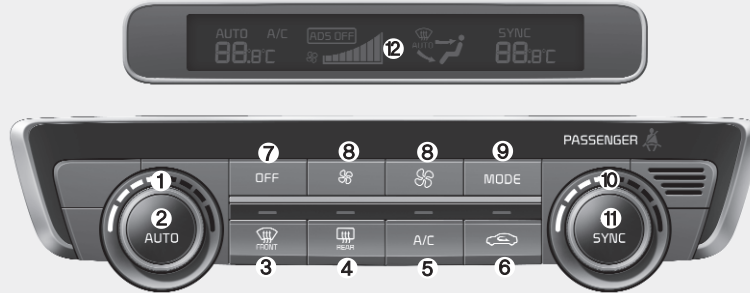 AUTO A/C ADS OFF AUTO SYNC
88.8°C ⑫ 88.8°C
PASSENGER
⑦ ⑧ ⑧ ⑨
① OFF MODE ⑩
② AUTO ⑪ SYNC
FRONT REAR A/C
③ ④ ⑤ ⑥